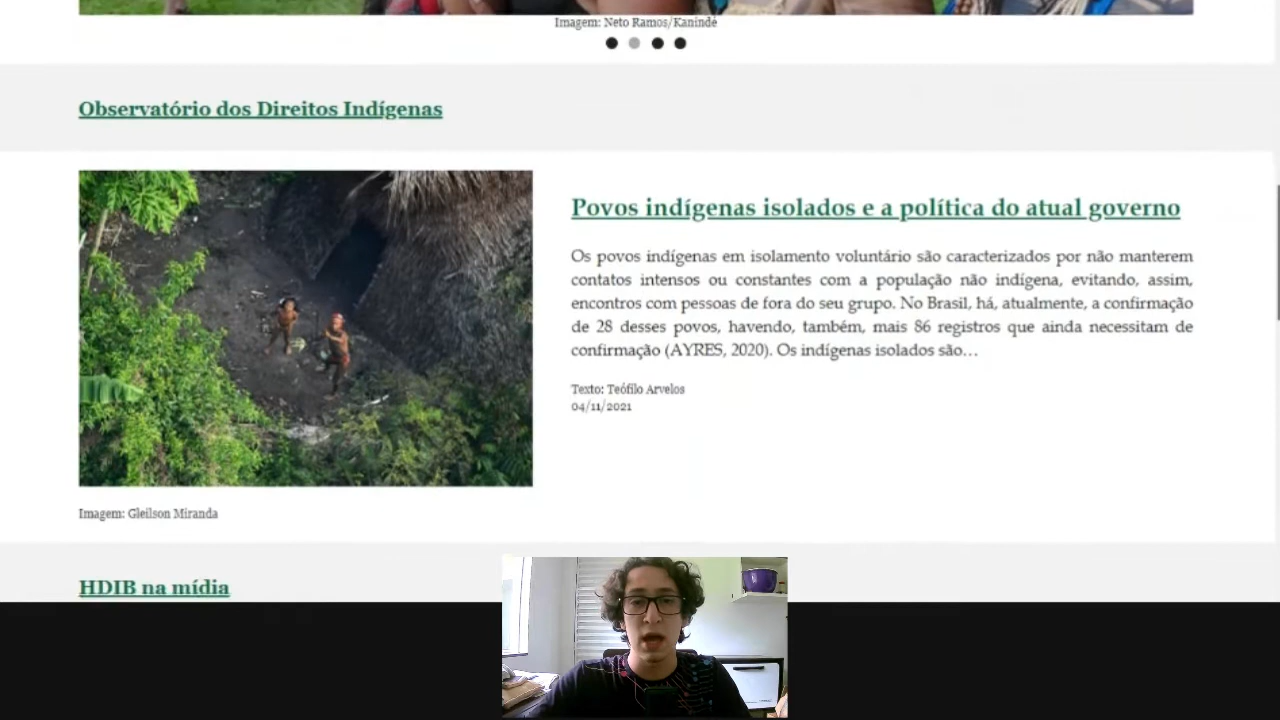 Imagem: Neto Ramos/Kanindé
Observatório dos Direitos Indígenas
Povos indígenas isolados e a política do atual governo
Os povos indígenas em isolamento voluntário são caracterizados por não manterem
contatos intensos ou constantes com a população não indígena, evitando, assim,
encontros com pessoas de fora do seu grupo. No Brasil, há, atualmente, a confirmação
de 28 desses povos, havendo, também, mais 86 registros que ainda necessitam de
confirmação (AYRES, 2020). Os indígenas isolados são…
Texto: Teófilo Arvelos
04/11/2021
Imagem: Gleilson Miranda
HDIB na mídia